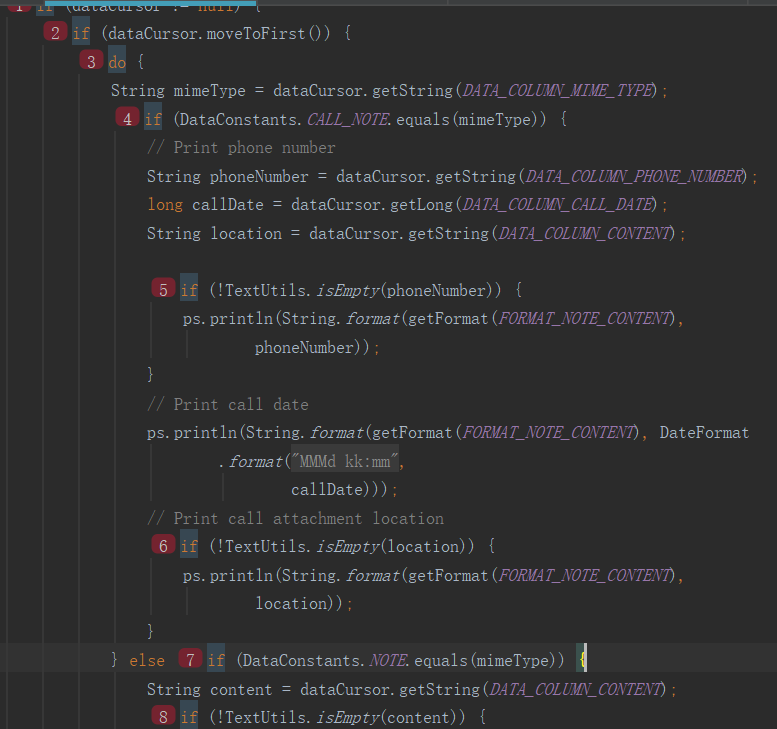 1 if (dataCursor != null) {
2 if (dataCursor.moveToFirst()) {
3 do {
String mimeType = dataCursor.getString(DATA_COLUMN_MIME_TYPE);
4 if (DataConstants.CALL_NOTE.equals(mimeType)) {
// Print phone number
String phoneNumber = dataCursor.getString(DATA_COLUMN_PHONE_NUMBER);
long callDate = dataCursor.getLong(DATA_COLUMN_CALL_DATE);
String location = dataCursor.getString(DATA_COLUMN_CONTENT);
5 if (!TextUtils.isEmpty(phoneNumber)) {
ps.println(String.format(getFormat(FORMAT_NOTE_CONTENT),
phoneNumber));
}
// Print call date
ps.println(String.format(getFormat(FORMAT_NOTE_CONTENT), DateFormat
.format("MMMd kk:mm",
callDate)));
// Print call attachment location
6 if (!TextUtils.isEmpty(location)) {
ps.println(String.format(getFormat(FORMAT_NOTE_CONTENT),
location));
}
} else 7 if (DataConstants.NOTE.equals(mimeType)) {
String content = dataCursor.getString(DATA_COLUMN_CONTENT);
8 if (!TextUtils.isEmpty(content)) {